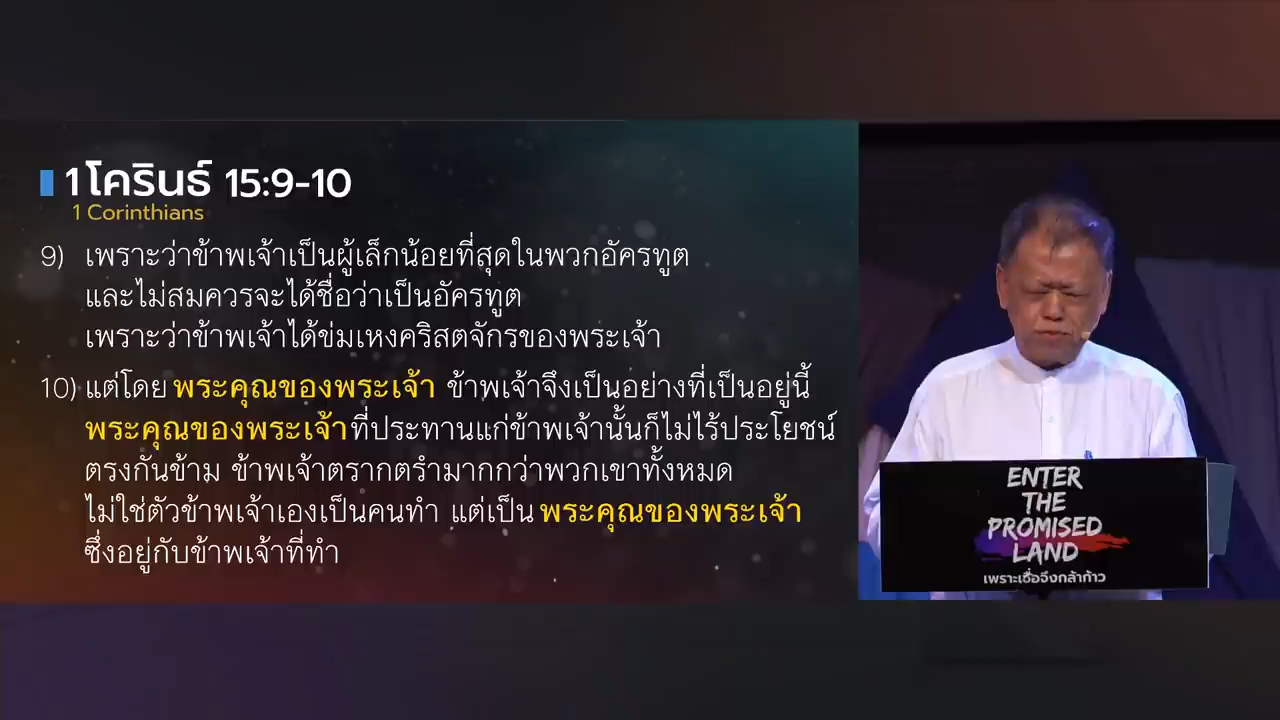 1 โครินธ์ 15:9-10
1 Corinthians
9) เพราะว่าข้าพเจ้าเป็นผู้เล็กน้อยที่สุดในพวกอัครทูต
และไม่สมควรจะได้ชื่อว่าเป็นอัครทูต
เพราะว่าข้าพเจ้าได้ข่มเหงคริสตจักรของพระเจ้า
10) แต่โดย พระคุณของพระเจ้า ข้าพเจ้าจึงเป็นอย่างที่เป็นอยู่นี้
พระคุณของพระเจ้าที่ประทานแก่ข้าพเจ้านั้นก็ไม่ไร้ประโยชน์
ตรงกันข้าม ข้าพเจ้าตรากตรำมากกว่าพวกเขาทั้งหมด
ไม่ใช่ตัวข้าพเจ้าเองเป็นคนทำ แต่เป็น พระคุณของพระเจ้า
ซึ่งอยู่กับข้าพเจ้าที่ทำ
ENTER
THE
PROMISED
LAND
เพราะเชื่อจึงกล้าก้าว